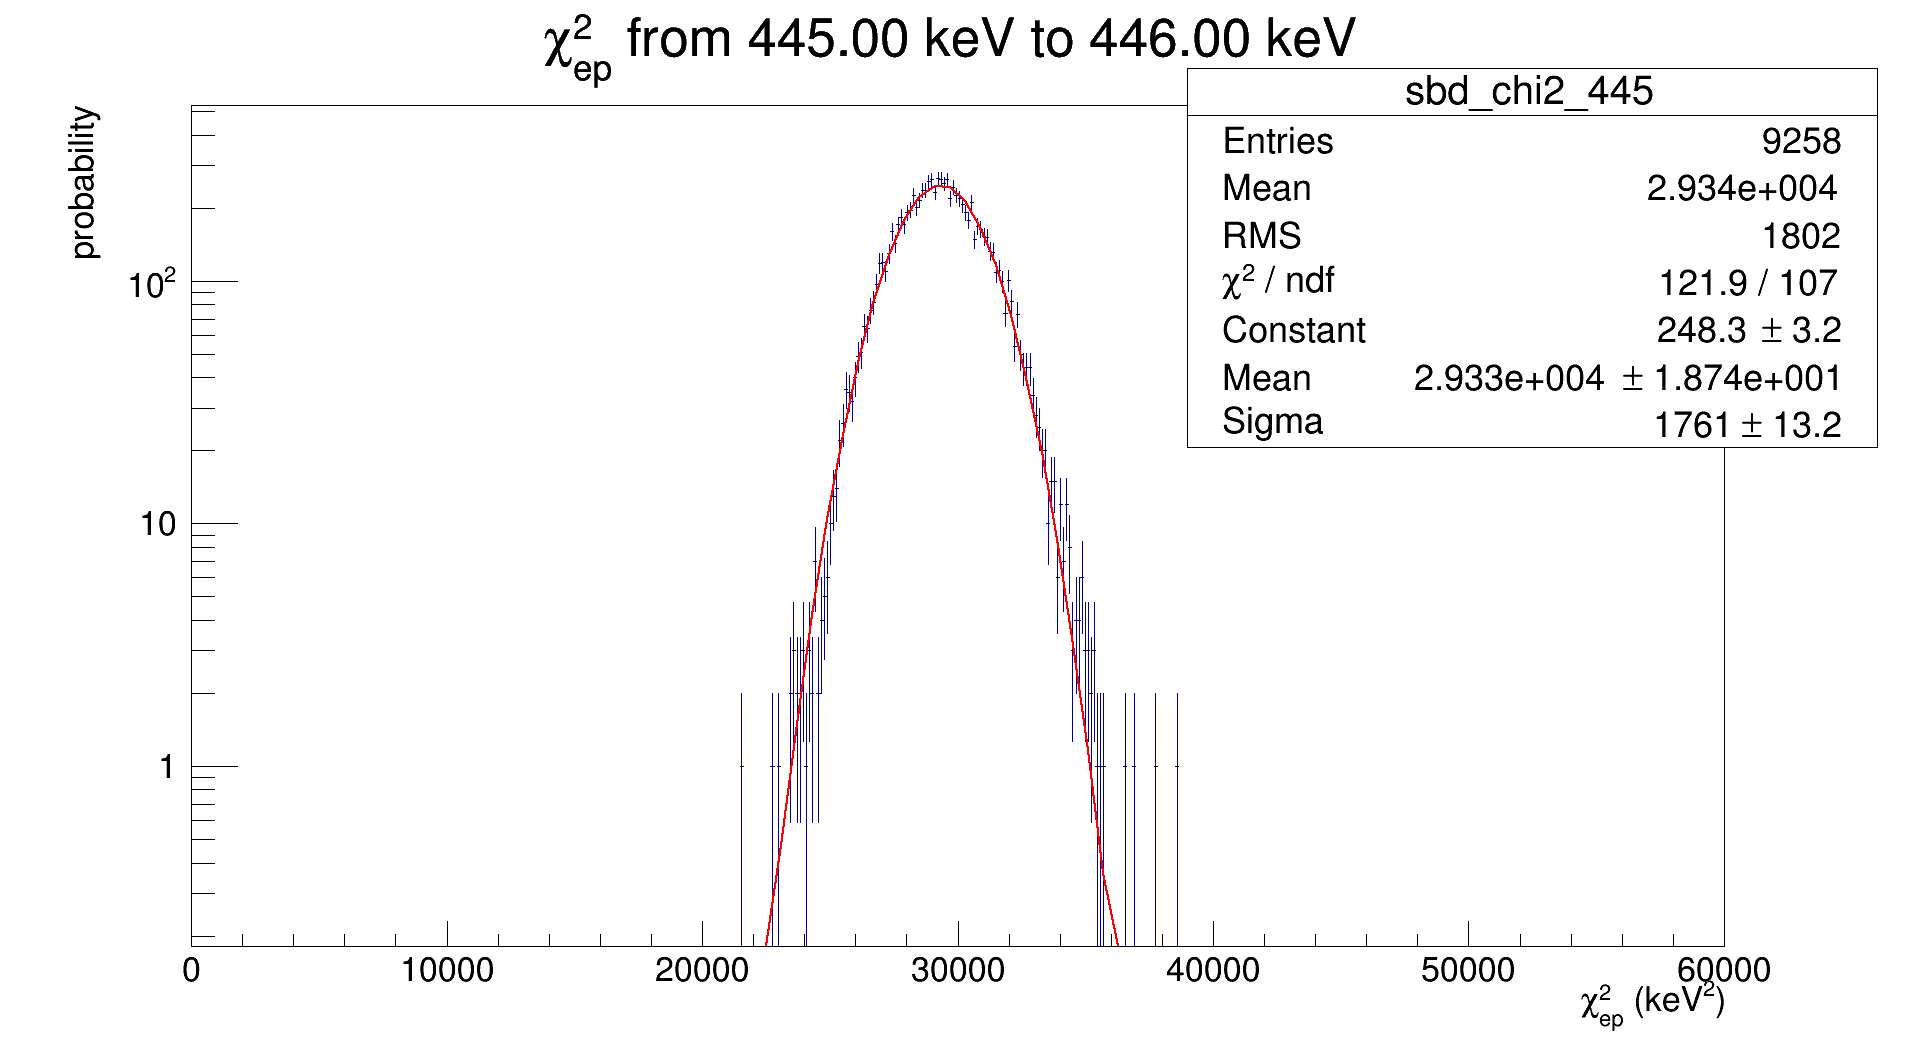 χ²ep from 445.00 keV to 446.00 keV
sbd_chi2_445
Entries 9258
Mean 2.934e+004
RMS 1802
χ² / ndf 121.9 / 107
Constant 248.3 ± 3.2
Mean 2.933e+004 ± 1.874e+001
Sigma 1761 ± 13.2
probability
10²
10
1
0 10000 20000 30000 40000 50000 60000
χ²ep (keV²)